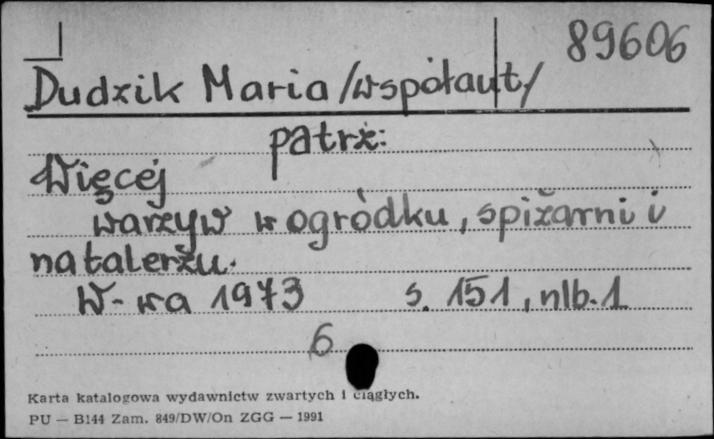 89606
Dudzik Maria /współaut/
patrz:
Więcej
warzyw w ogródku, spiżarni i
na talerzu.
W-wa 1973 s. 151, nlb. 1
6
Karta katalogowa wydawnictw zwartych i ciągłych.
PU — B144 Zam. 849/DW/On ZGG — 1991